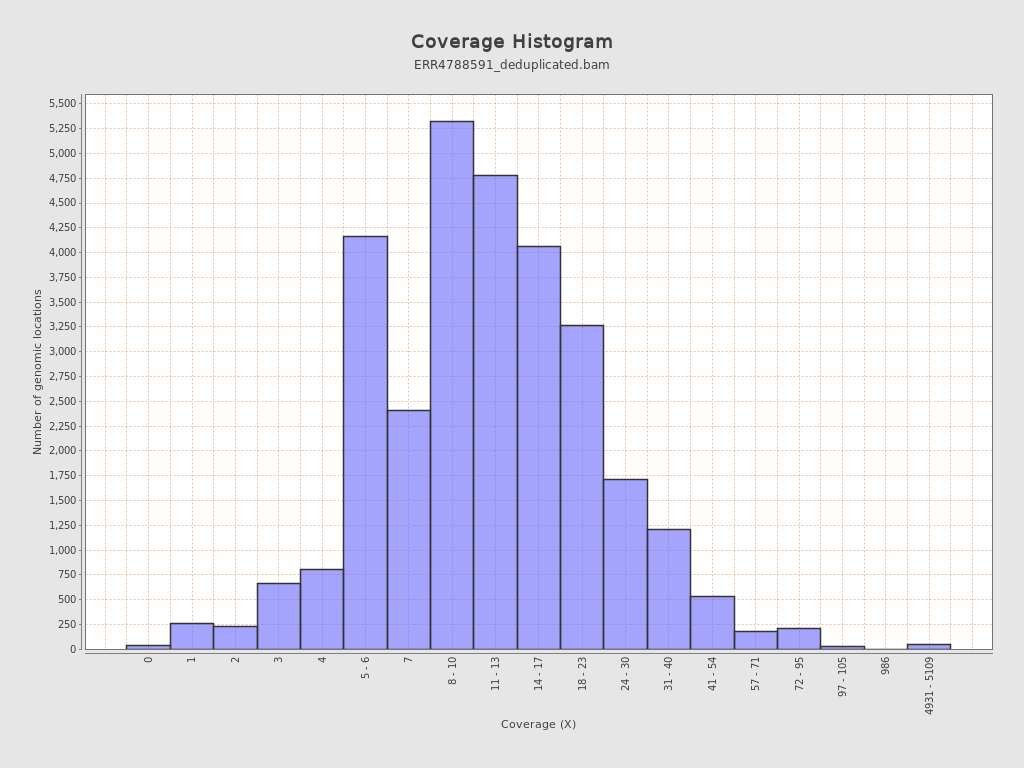 Coverage Histogram
ERR4788591_deduplicated.bam
Number of genomic locations
5,500
5,250
5,000
4,750
4,500
4,250
4,000
3,750
3,500
3,250
3,000
2,750
2,500
2,250
2,000
1,750
1,500
1,250
1,000
750
500
250
0
0
1
2
3
4
5 - 6
7
8 - 10
11 - 13
14 - 17
18 - 23
24 - 30
31 - 40
41 - 54
57 - 71
72 - 95
97 - 105
986
4931 - 5109
Coverage (X)